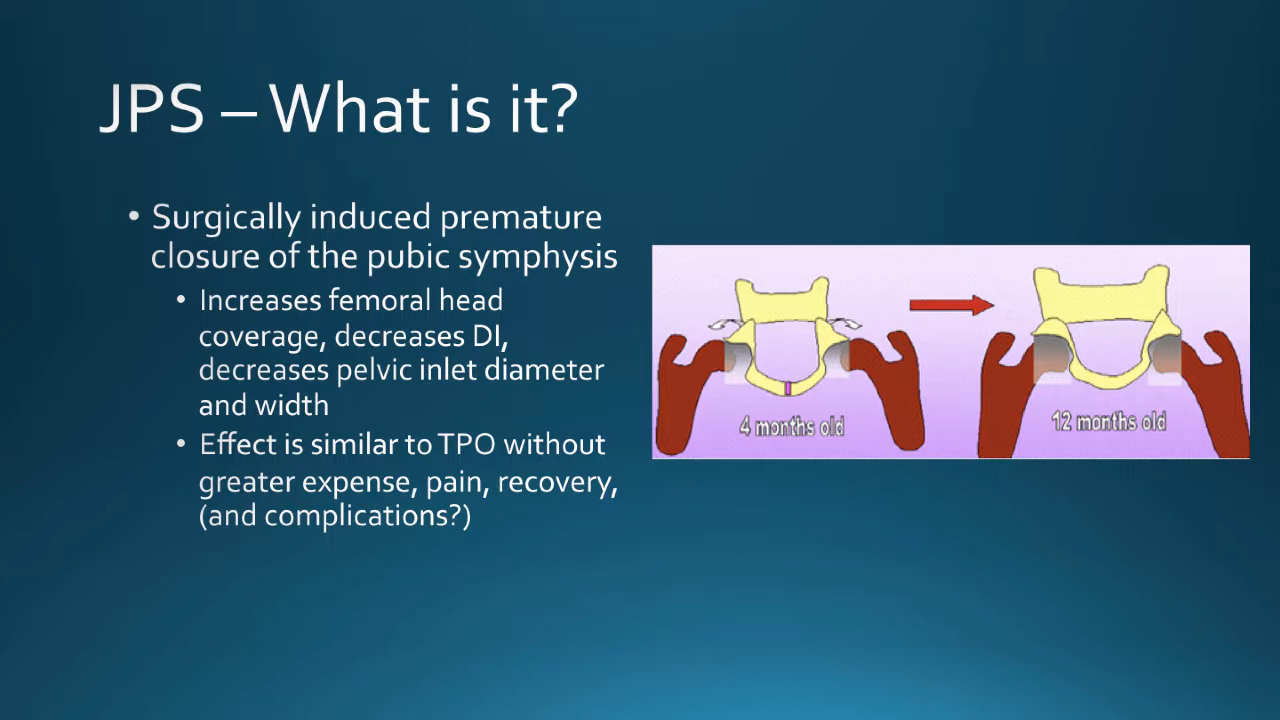 JPS – What is it?
• Surgically induced premature
closure of the pubic symphysis
• Increases femoral head
coverage, decreases DI,
decreases pelvic inlet diameter
and width
• Effect is similar to TPO without
greater expense, pain, recovery,
(and complications?)
4 months old
12 months old